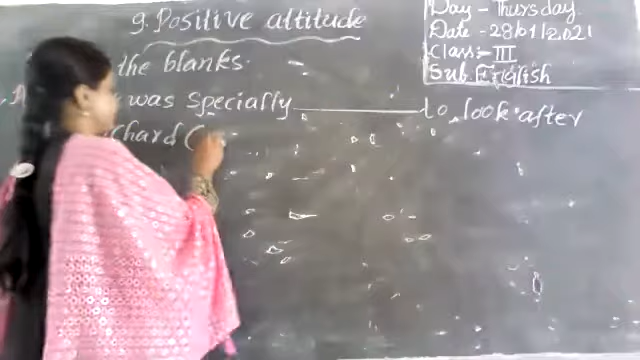 9. Positive attitude
Day - Thursday
Date - 28/01/2021
Class:- III
Sub. English
the blanks.
was specially ________ to look after
chard (